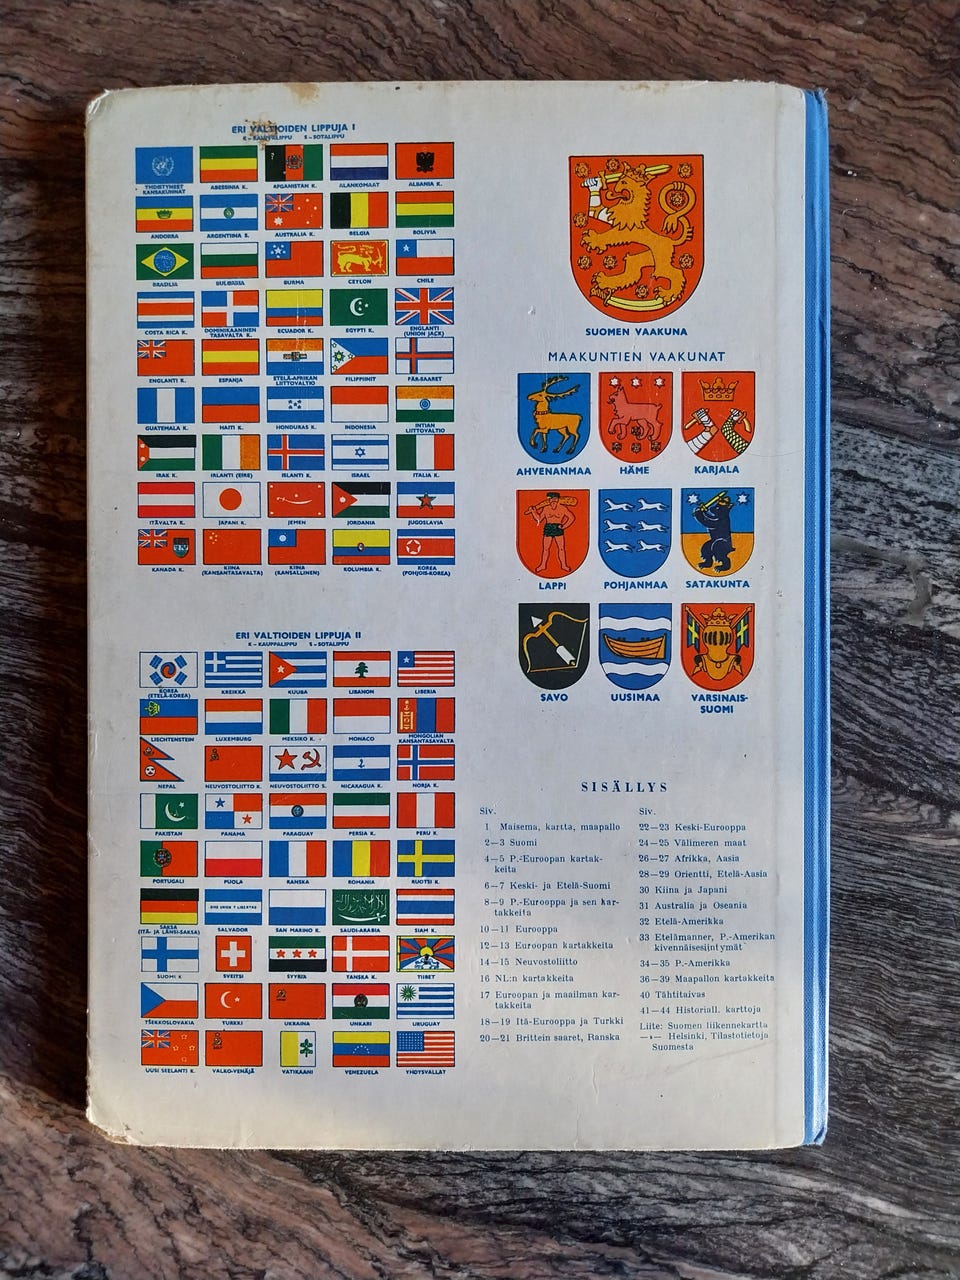 ERI VALTIOIDEN LIPPUJA I
K – KAUPPALIPPU S – SOTALIPPU
YHDISTYNEET
KANSAKUNNAT
ABESSINIA K.
AFGANISTAN K.
ALANKOMAAT
ALBANIA K.
ANDORRA
ARGENTIINA S.
AUSTRALIA K.
BELGIA
BOLIVIA
BRASILIA
BULGARIA
BURMA
CEYLON
CHILE
COSTA RICA K.
DOMINIKAANINEN
TASAVALTA K.
ECUADOR K.
EGYPTI K.
ENGLANTI
(UNION JACK)
ENGLANTI K.
ESPANJA
ETELÄ-AFRIKAN
LIITTOVALTIO
FILIPPIINIT
FÄR-SAARET
GUATEMALA K.
HAITI K.
HONDURAS K.
INDONESIA
INTIAN
LIITTOVALTIO
IRAK K.
IRLANTI (EIRE)
ISLANTI K.
ISRAEL
ITALIA K.
ITÄVALTA K.
JAPANI K.
JEMEN
JORDANIA
JUGOSLAVIA
KANADA K.
KIINA
(KANSANTASAVALTA)
KIINA
(KANSALLINEN)
KOLUMBIA K.
KOREA
(POHJOIS-KOREA)
ERI VALTIOIDEN LIPPUJA II
K – KAUPPALIPPU S – SOTALIPPU
KOREA
(ETELÄ-KOREA)
KREIKKA
KUUBA
LIBANON
LIBERIA
LIECHTENSTEIN
LUXEMBURG
MEKSIKO K.
MONACO
MONGOLIAN
KANSANTASAVALTA
NEPAL
NEUVOSTOLIITTO K.
NEUVOSTOLIITTO S.
NICARAGUA K.
NORJA K.
PAKISTAN
PANAMA
PARAGUAY
PERSIA K.
PERU K.
PORTUGALI
PUOLA
RANSKA
ROMANIA
RUOTSI K.
SAKSA
(ITÄ- JA LÄNSI-SAKSA)
SALVADOR
SAN MARINO K.
SAUDI-ARABIA
SIAM K.
SUOMI K
SVEITSI
SYYRIA
TANSKA K.
TIIBET
TŠEKKOSLOVAKIA
TURKKI
UKRAINA
UNKARI
URUGUAY
UUSI SEELANTI K.
VALKO-VENÄJÄ
VATIKAANI
VENEZUELA
YHDYSVALLAT
SUOMEN VAAKUNA
MAAKUNTIEN VAAKUNAT
AHVENANMAA
HÄME
KARJALA
LAPPI
POHJANMAA
SATAKUNTA
SAVO
UUSIMAA
VARSINAIS-
SUOMI
SISÄLLYS
Siv.
1 Maisema, kartta, maapallo
2—3 Suomi
4—5 P.-Euroopan kartak-
keita
6—7 Keski- ja Etelä-Suomi
8—9 P.-Eurooppa ja sen kar-
takkeita
10—11 Eurooppa
12—13 Euroopan kartakkeita
14—15 Neuvostoliitto
16 NL:n kartakkeita
17 Euroopan ja maailman kar-
takkeita
18—19 Itä-Eurooppa ja Turkki
20—21 Brittein saaret, Ranska
Siv.
22—23 Keski-Eurooppa
24—25 Välimeren maat
26—27 Afrikka, Aasia
28—29 Orientti, Etelä-Aasia
30 Kiina ja Japani
31 Australia ja Oseania
32 Etelä-Amerikka
33 Etelämanner, P.-Amerikan
kivennäisesiintymät
34—35 P.-Amerikka
36—39 Maapallon kartakkeita
40 Tähtitaivas
41—44 Historiall. karttoja
Liite: Suomen liikennekartta
—»— Helsinki, Tilastotietoja
Suomesta